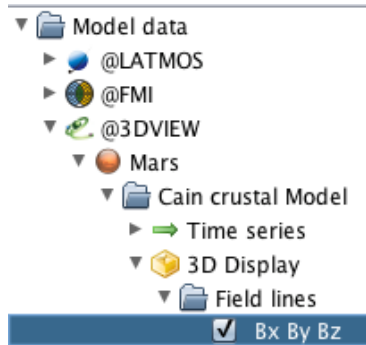 Model data
@LATMOS
@FMI
@3DVIEW
Mars
Cain crustal Model
Time series
3D Display
Field lines
Bx By Bz